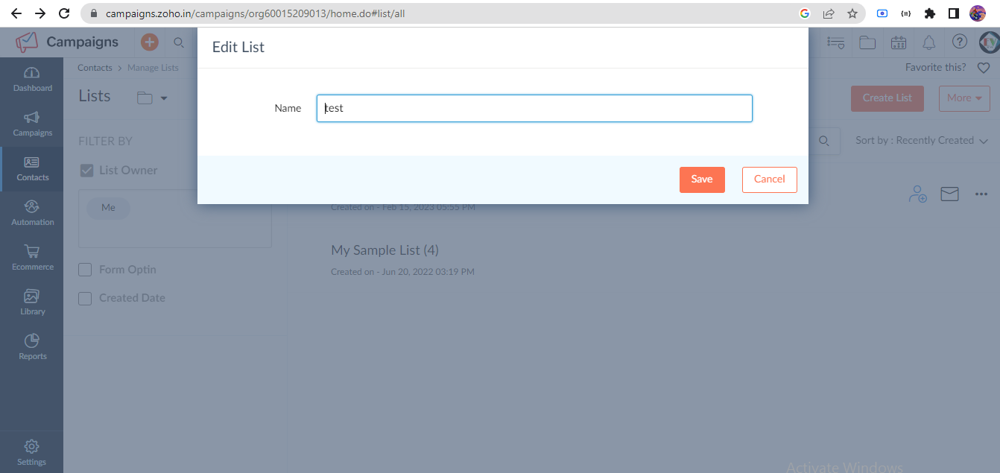 campaigns.zoho.in/campaigns/org60015209013/home.do#list/all
Campaigns
Edit List
Contacts > Manage Lists
Favorite this?
Dashboard
Lists
Create List
More
Name
test
Campaigns
FILTER BY
Sort by : Recently Created
List Owner
Contacts
Save
Cancel
Me
Created on - Feb 15, 2023 05:55 PM
Automation
My Sample List (4)
Ecommerce
Form Optin
Created on - Jun 20, 2022 03:19 PM
Created Date
Library
Reports
Settings
Activate Windows